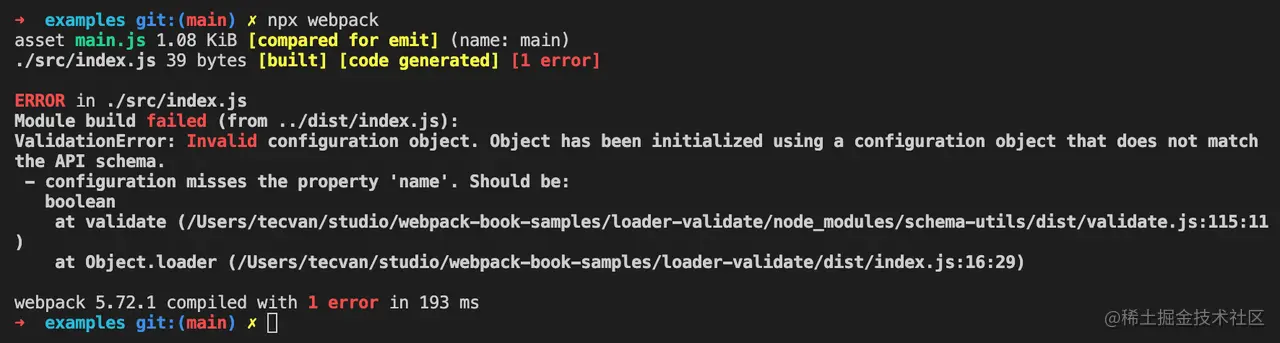 ➜  examples git:(main) ✗ npx webpack
asset main.js 1.08 KiB [compared for emit] (name: main)
./src/index.js 39 bytes [built] [code generated] [1 error]

ERROR in ./src/index.js
Module build failed (from ../dist/index.js):
ValidationError: Invalid configuration object. Object has been initialized using a configuration object that does not match
the API schema.
 - configuration misses the property 'name'. Should be:
   boolean
    at validate (/Users/tecvan/studio/webpack-book-samples/loader-validate/node_modules/schema-utils/dist/validate.js:115:11
)
    at Object.loader (/Users/tecvan/studio/webpack-book-samples/loader-validate/dist/index.js:16:29)

webpack 5.72.1 compiled with 1 error in 193 ms
➜  examples git:(main) ✗
@稀土掘金技术社区